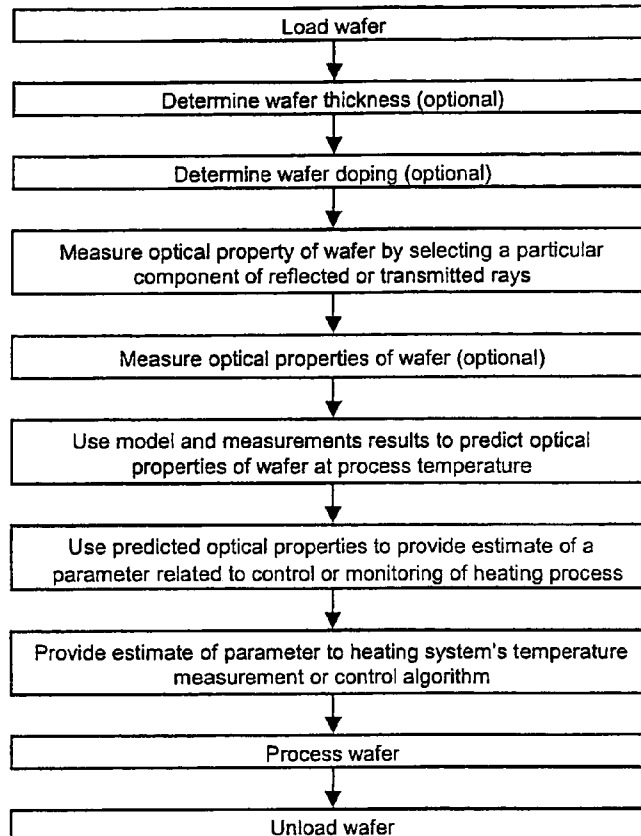 Load wafer
Determine wafer thickness (optional)
Determine wafer doping (optional)
Measure optical property of wafer by selecting a particular
component of reflected or transmitted rays
Measure optical properties of wafer (optional)
Use model and measurements results to predict optical
properties of wafer at process temperature
Use predicted optical properties to provide estimate of a
parameter related to control or monitoring of heating process
Provide estimate of parameter to heating system's temperature
measurement or control algorithm
Process wafer
Unload wafer